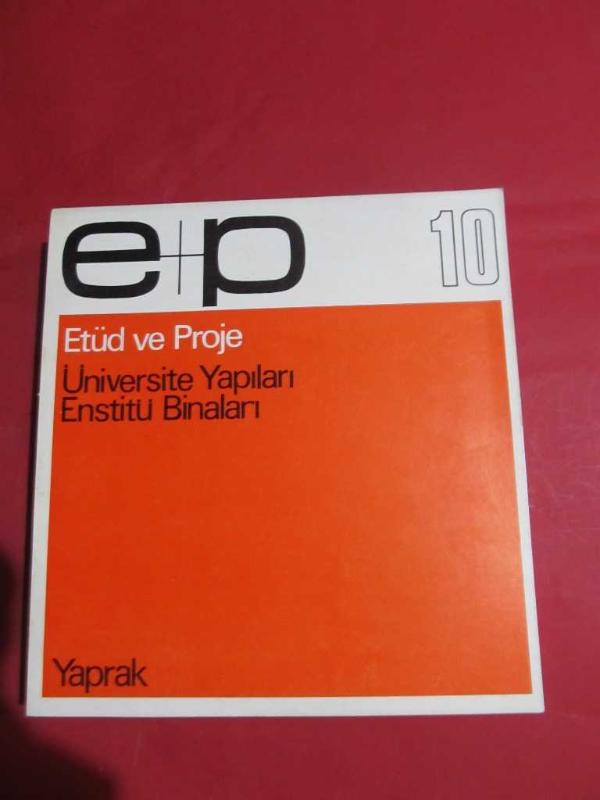 e+p 10
Etüd ve Proje
Üniversite Yapıları
Enstitü Binaları
Yaprak